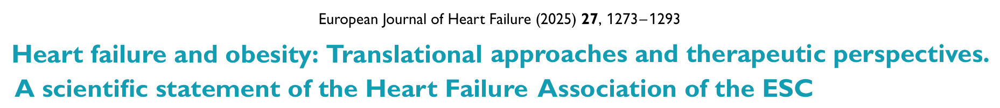 European Journal of Heart Failure (2025) 27, 1273–1293
Heart failure and obesity: Translational approaches and therapeutic perspectives.
A scientific statement of the Heart Failure Association of the ESC